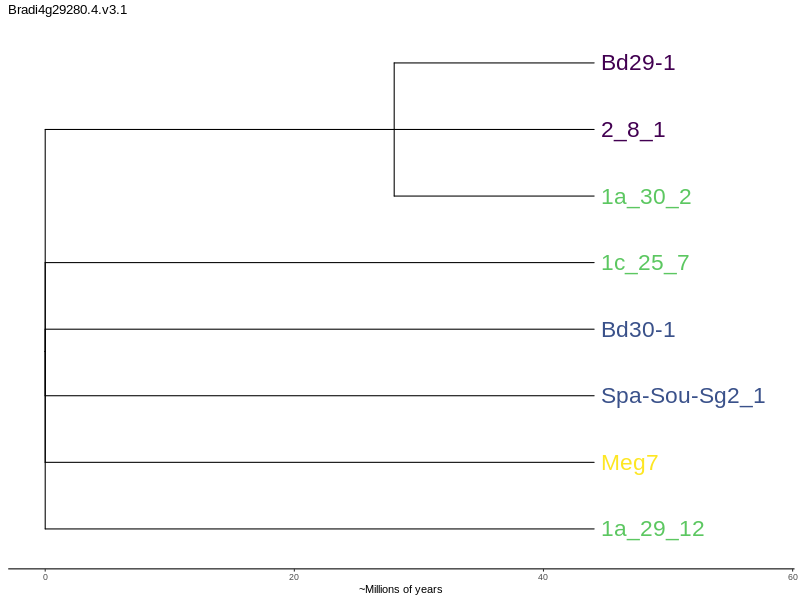 Bradi4g29280.4.v3.1
Bd29-1
2_8_1
1a_30_2
1c_25_7
Bd30-1
Spa-Sou-Sg2_1
Meg7
1a_29_12
0 20 40 60
~Millions of years